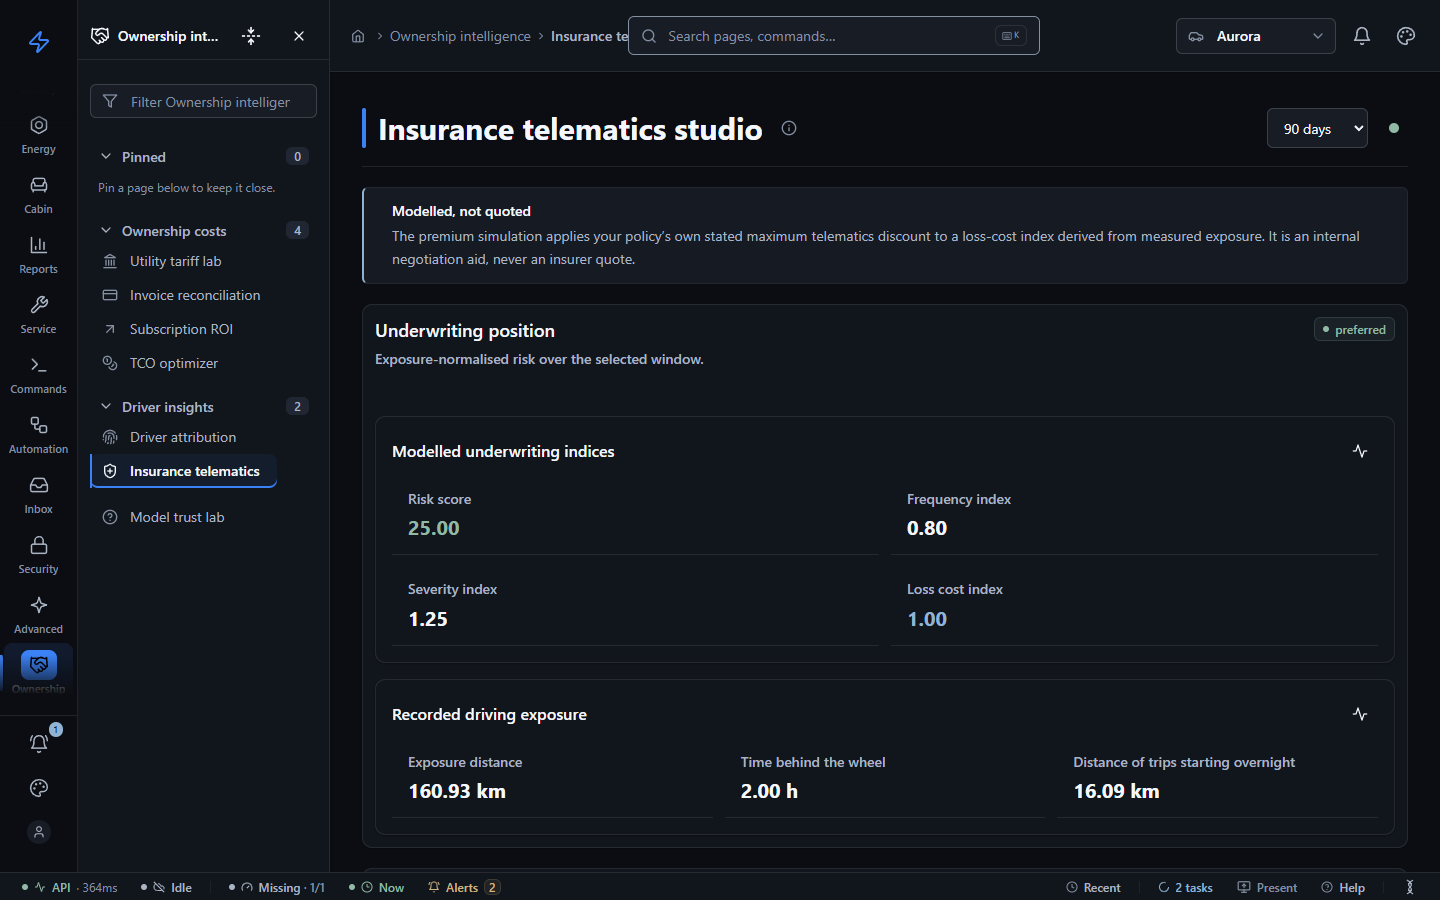 Ownership int...
Ownership intelligence
Insurance te
Search pages, commands...
K
Aurora
Energy
Cabin
Reports
Service
Commands
Automation
Inbox
Security
Advanced
Ownership
1
Filter Ownership intelliger
Pinned
0
Pin a page below to keep it close.
Ownership costs
4
Utility tariff lab
Invoice reconciliation
Subscription ROI
TCO optimizer
Driver insights
2
Driver attribution
Insurance telematics
Model trust lab
Insurance telematics studio
90 days
Modelled, not quoted
The premium simulation applies your policy's own stated maximum telematics discount to a loss-cost index derived from measured exposure. It is an internal
negotiation aid, never an insurer quote.
Underwriting position
preferred
Exposure-normalised risk over the selected window.
Modelled underwriting indices
Risk score
25.00
Frequency index
0.80
Severity index
1.25
Loss cost index
1.00
Recorded driving exposure
Exposure distance
160.93 km
Time behind the wheel
2.00 h
Distance of trips starting overnight
16.09 km
API · 364ms
Idle
Missing · 1/1
Now
Alerts 2
Recent
2 tasks
Present
Help